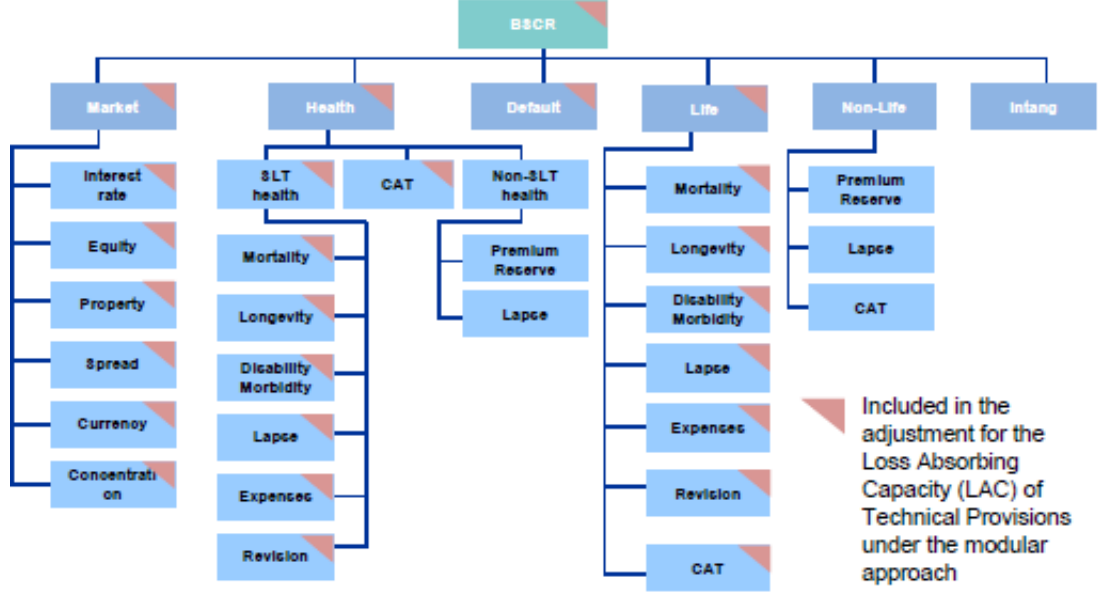 BSCR
Market
Health
Default
Life
Non-Life
Intang
Interest
rate
Equity
Property
Spread
Currency
Concentrati
on
SLT
health
CAT
Non-SLT
health
Mortality
Longevity
Disability
Morbidity
Lapse
Expenses
Revision
Premium
Reserve
Lapse
Mortality
Longevity
Disability
Morbidity
Lapse
Expenses
Revision
CAT
Premium
Reserve
Lapse
CAT
Included in the
adjustment for the
Loss Absorbing
Capacity (LAC) of
Technical Provisions
under the modular
approach